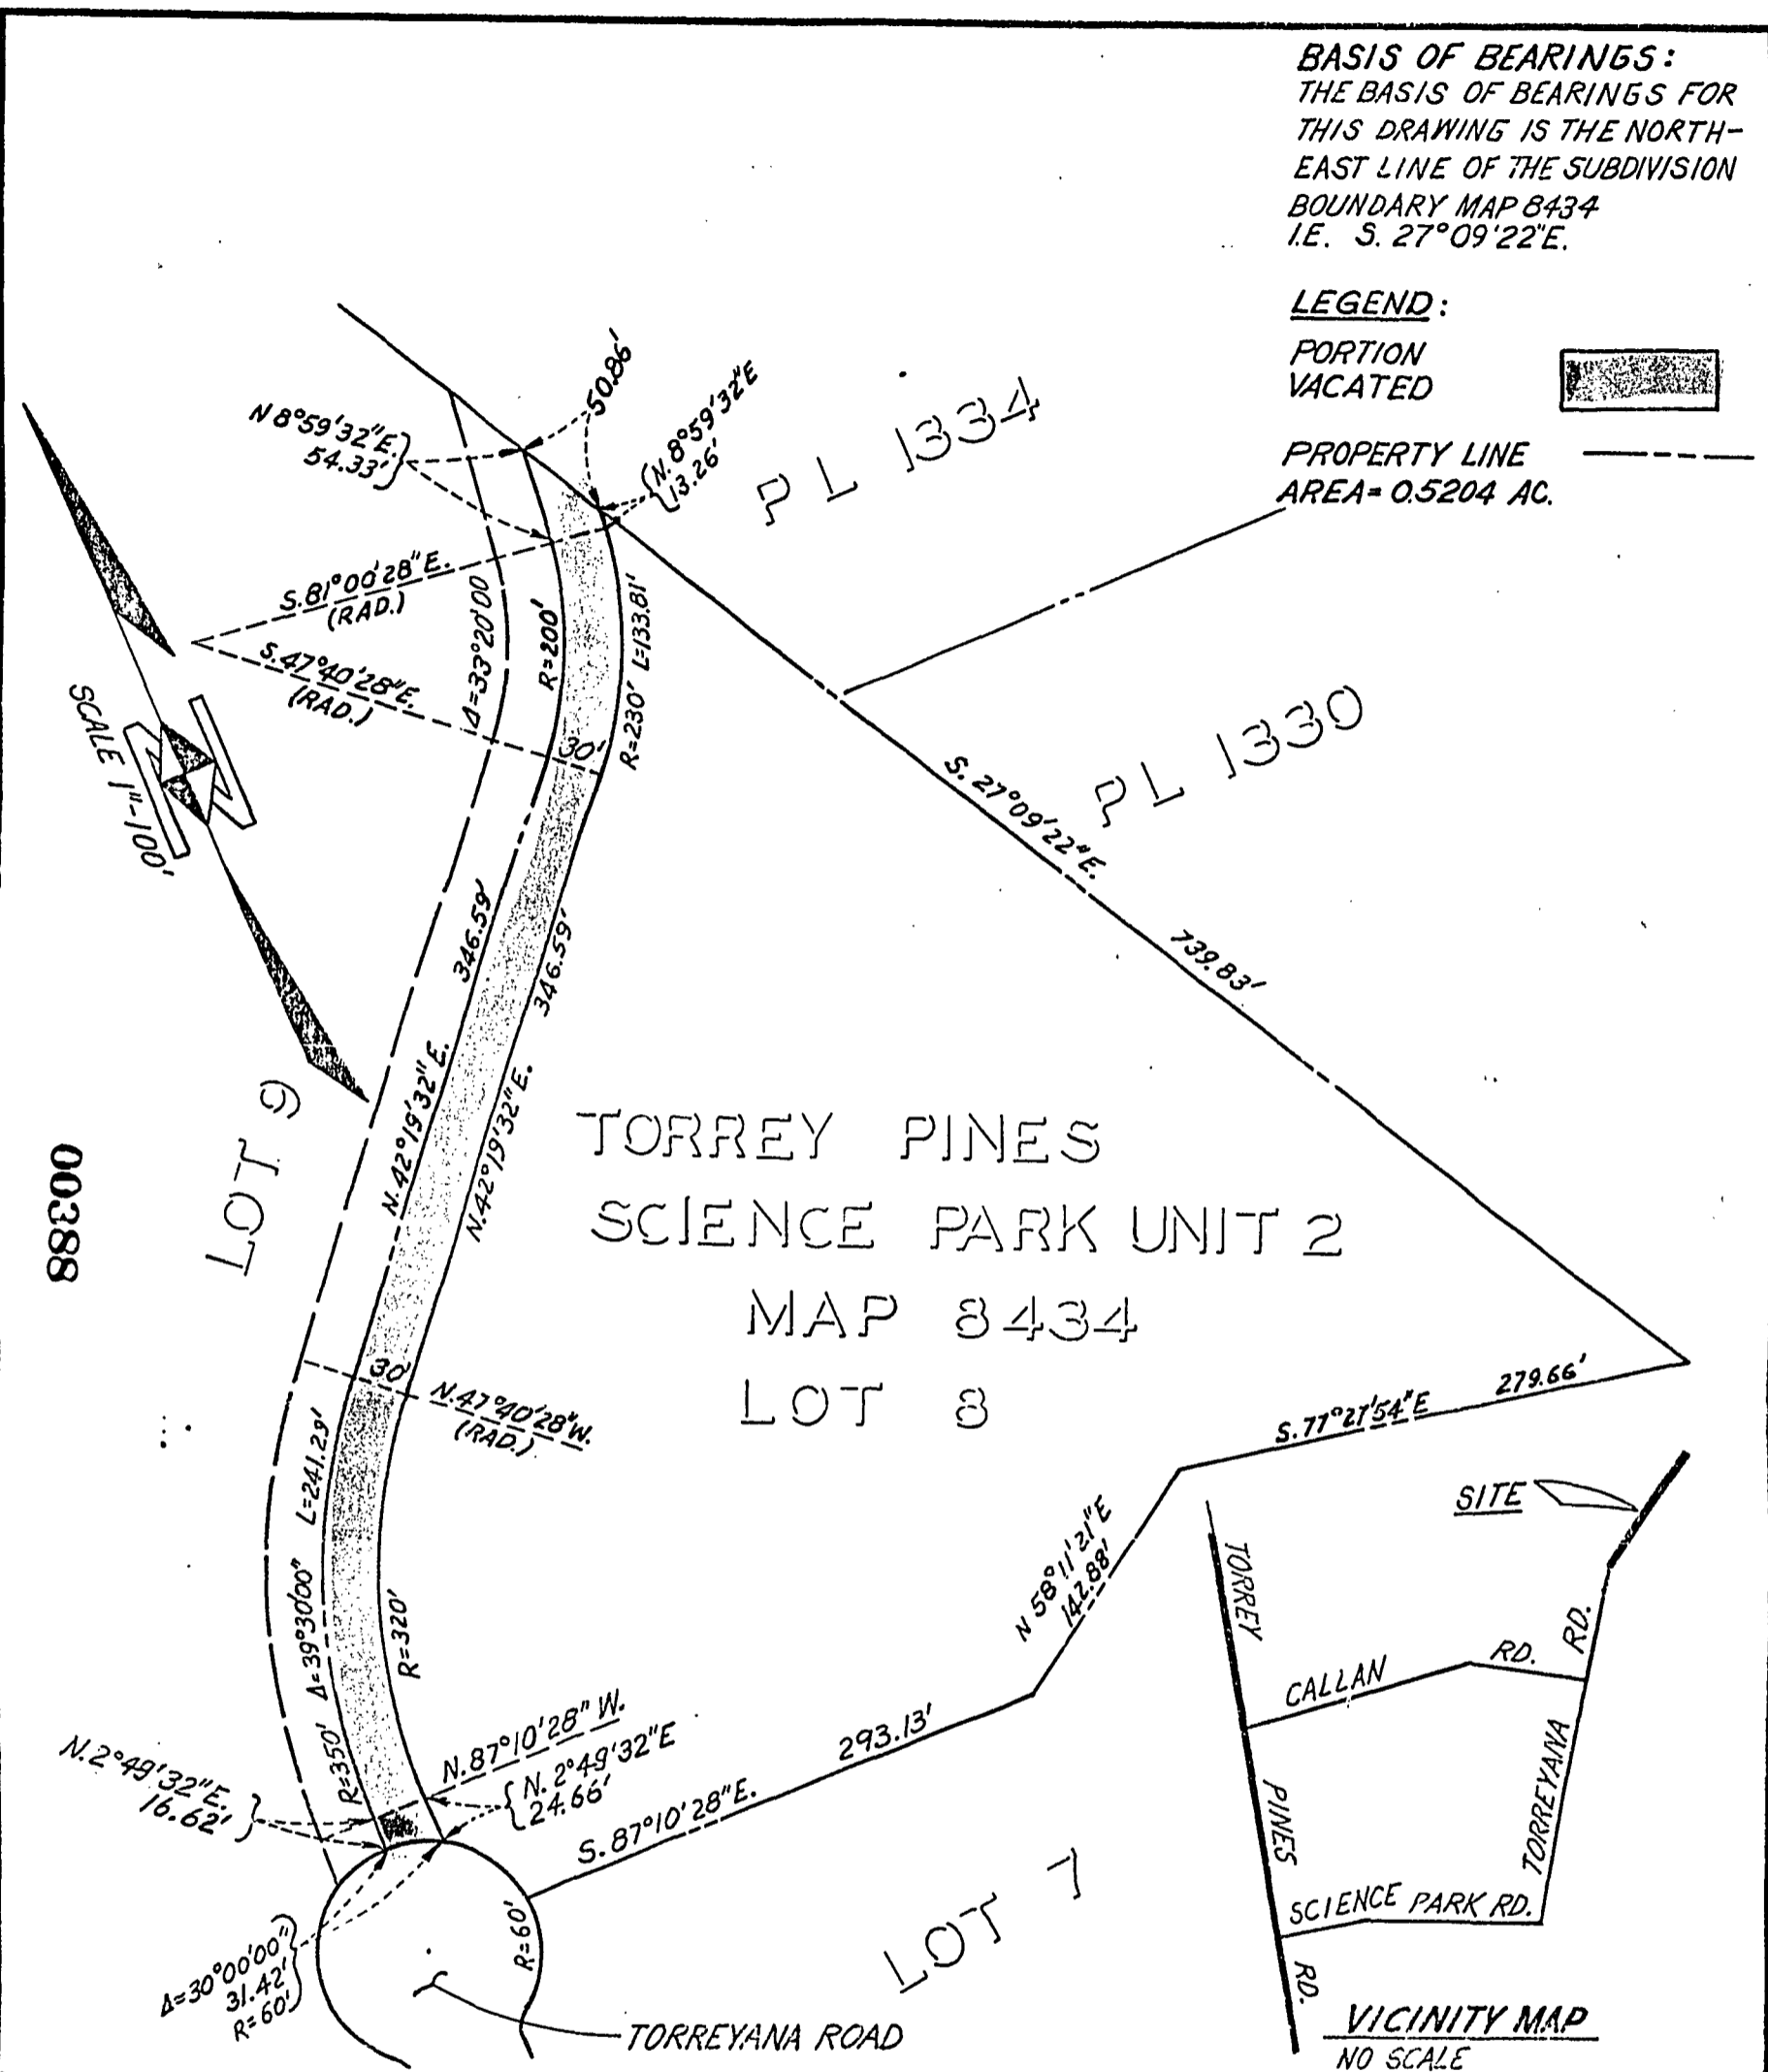 BASIS OF BEARINGS:
THE BASIS OF BEARINGS FOR
THIS DRAWING IS THE NORTH-
EAST LINE OF THE SUBDIVISION
BOUNDARY MAP 8434
I.E. S. 27°09'22"E.
LEGEND:
PORTION
VACATED
PROPERTY LINE
AREA= 0.5204 AC.
50.86'
N 8°59'32"E.
54.33'
N. 8°59'32"E
13.26'
PL 1334
S.81°00'28"E.
(RAD.)
S.47°40'28"E.
(RAD.)
Δ=33°20'00
R=200'
R=230' L=133.81'
30'
SCALE 1"-100'
PL 1330
S. 27°09'22"E.
739.83'
N.42°19'32"E. 346.59'
N.42°19'32"E. 346.59'
LOT 9
00388
TORREY PINES
SCIENCE PARK UNIT 2
MAP 8434
LOT 8
30'
N.47°40'28"W.
(RAD.)
R=350' Δ=39°30'00" L=241.29'
R=320'
S.77°27'54"E 279.66'
N 58°11'21"E
142.88'
N.87°10'28" W.
N. 2°49'32"E
24.66'
N.2°49'32"E.
16.62'
S.87°10'28"E. 293.13'
Δ=30°00'00"
31.42'
R=60'
R=60'
TORREYANA ROAD
LOT 7
SITE
TORREY PINES RD.
CALLAN RD.
TORREYANA RD.
SCIENCE PARK RD.
VICINITY MAP
NO SCALE